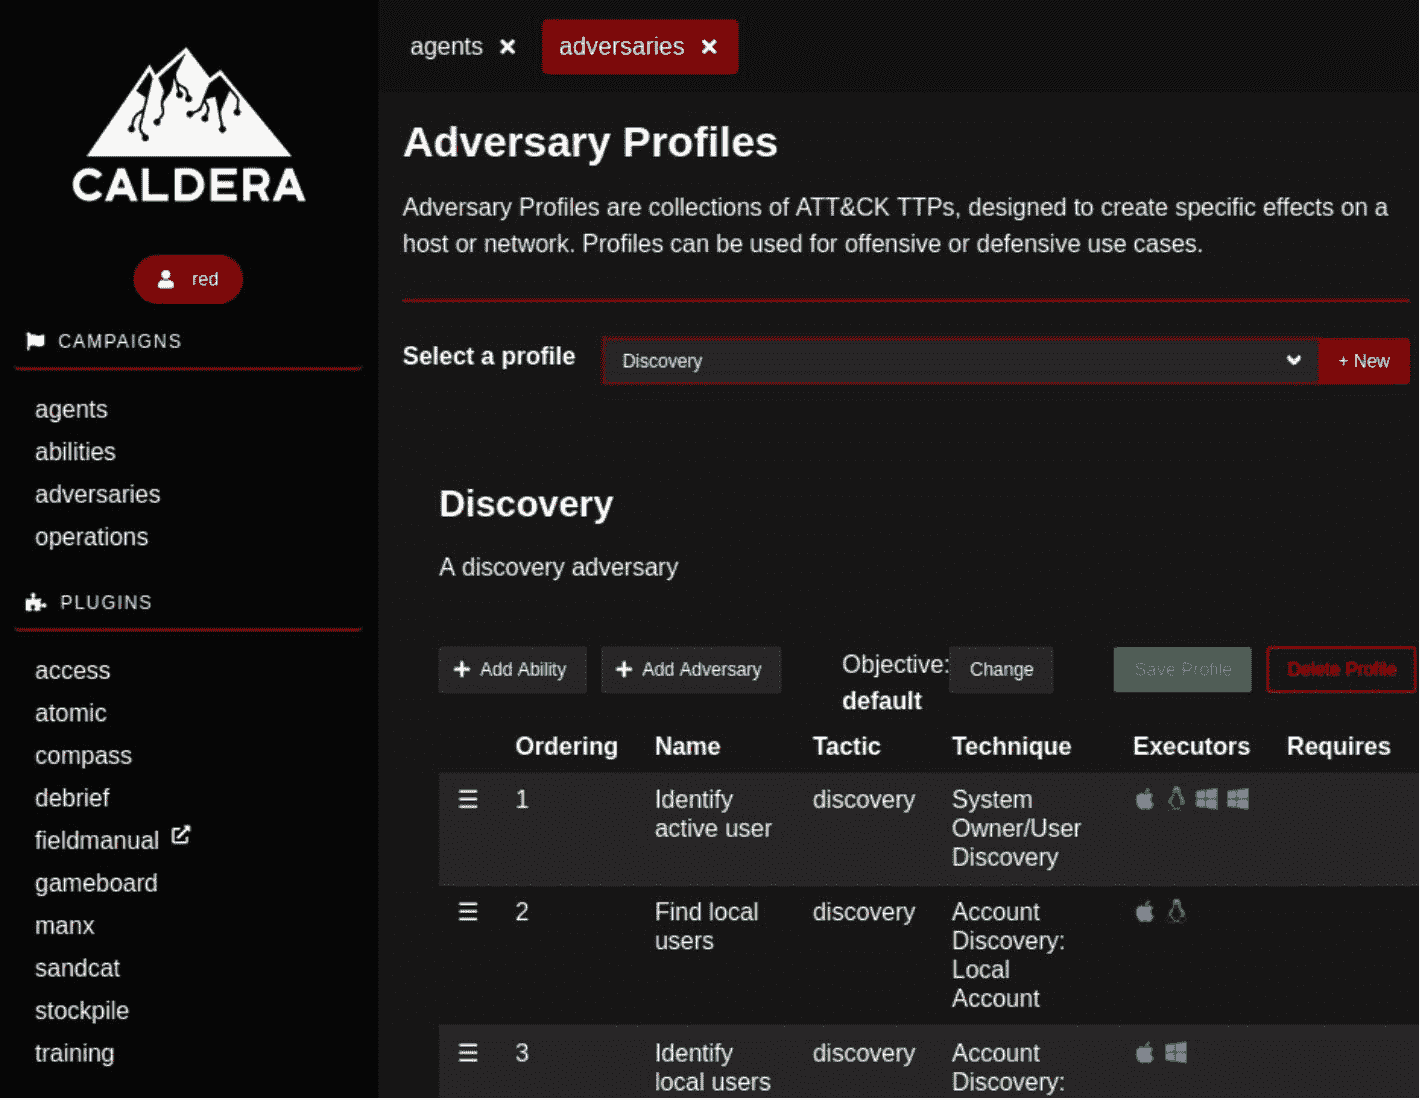 CALDERA
red
CAMPAIGNS
agents
abilities
adversaries
operations
PLUGINS
access
atomic
compass
debrief
fieldmanual
gameboard
manx
sandcat
stockpile
training
agents
adversaries
Adversary Profiles
Adversary Profiles are collections of ATT&CK TTPs, designed to create specific effects on a
host or network. Profiles can be used for offensive or defensive use cases.
Select a profile
Discovery
+ New
Discovery
A discovery adversary
+ Add Ability
+ Add Adversary
Objective:
default
Change
Save Profile
Delete Profile
Ordering Name Tactic Technique Executors Requires
1
Identify
active user
discovery
System
Owner/User
Discovery
2
Find local
users
discovery
Account
Discovery:
Local
Account
3
Identify
local users
discovery
Account
Discovery: